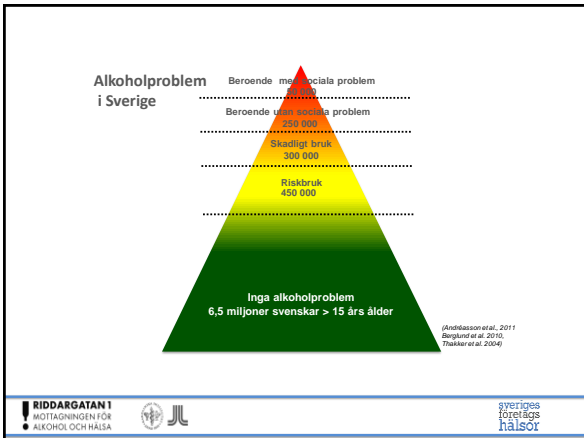 Alkoholproblem
i Sverige
Beroende med sociala problem
50 000
Beroende utan sociala problem
250 000
Skadligt bruk
300 000
Riskbruk
450 000
Inga alkoholproblem
6,5 miljoner svenskar > 15 års ålder
(Andréasson et al., 2011
Berglund et al. 2010,
Thakker et al. 2004)
RIDDARGATAN 1
MOTTAGNINGEN FÖR
ALKOHOL OCH HÄLSA
sveriges
företags
hälsor